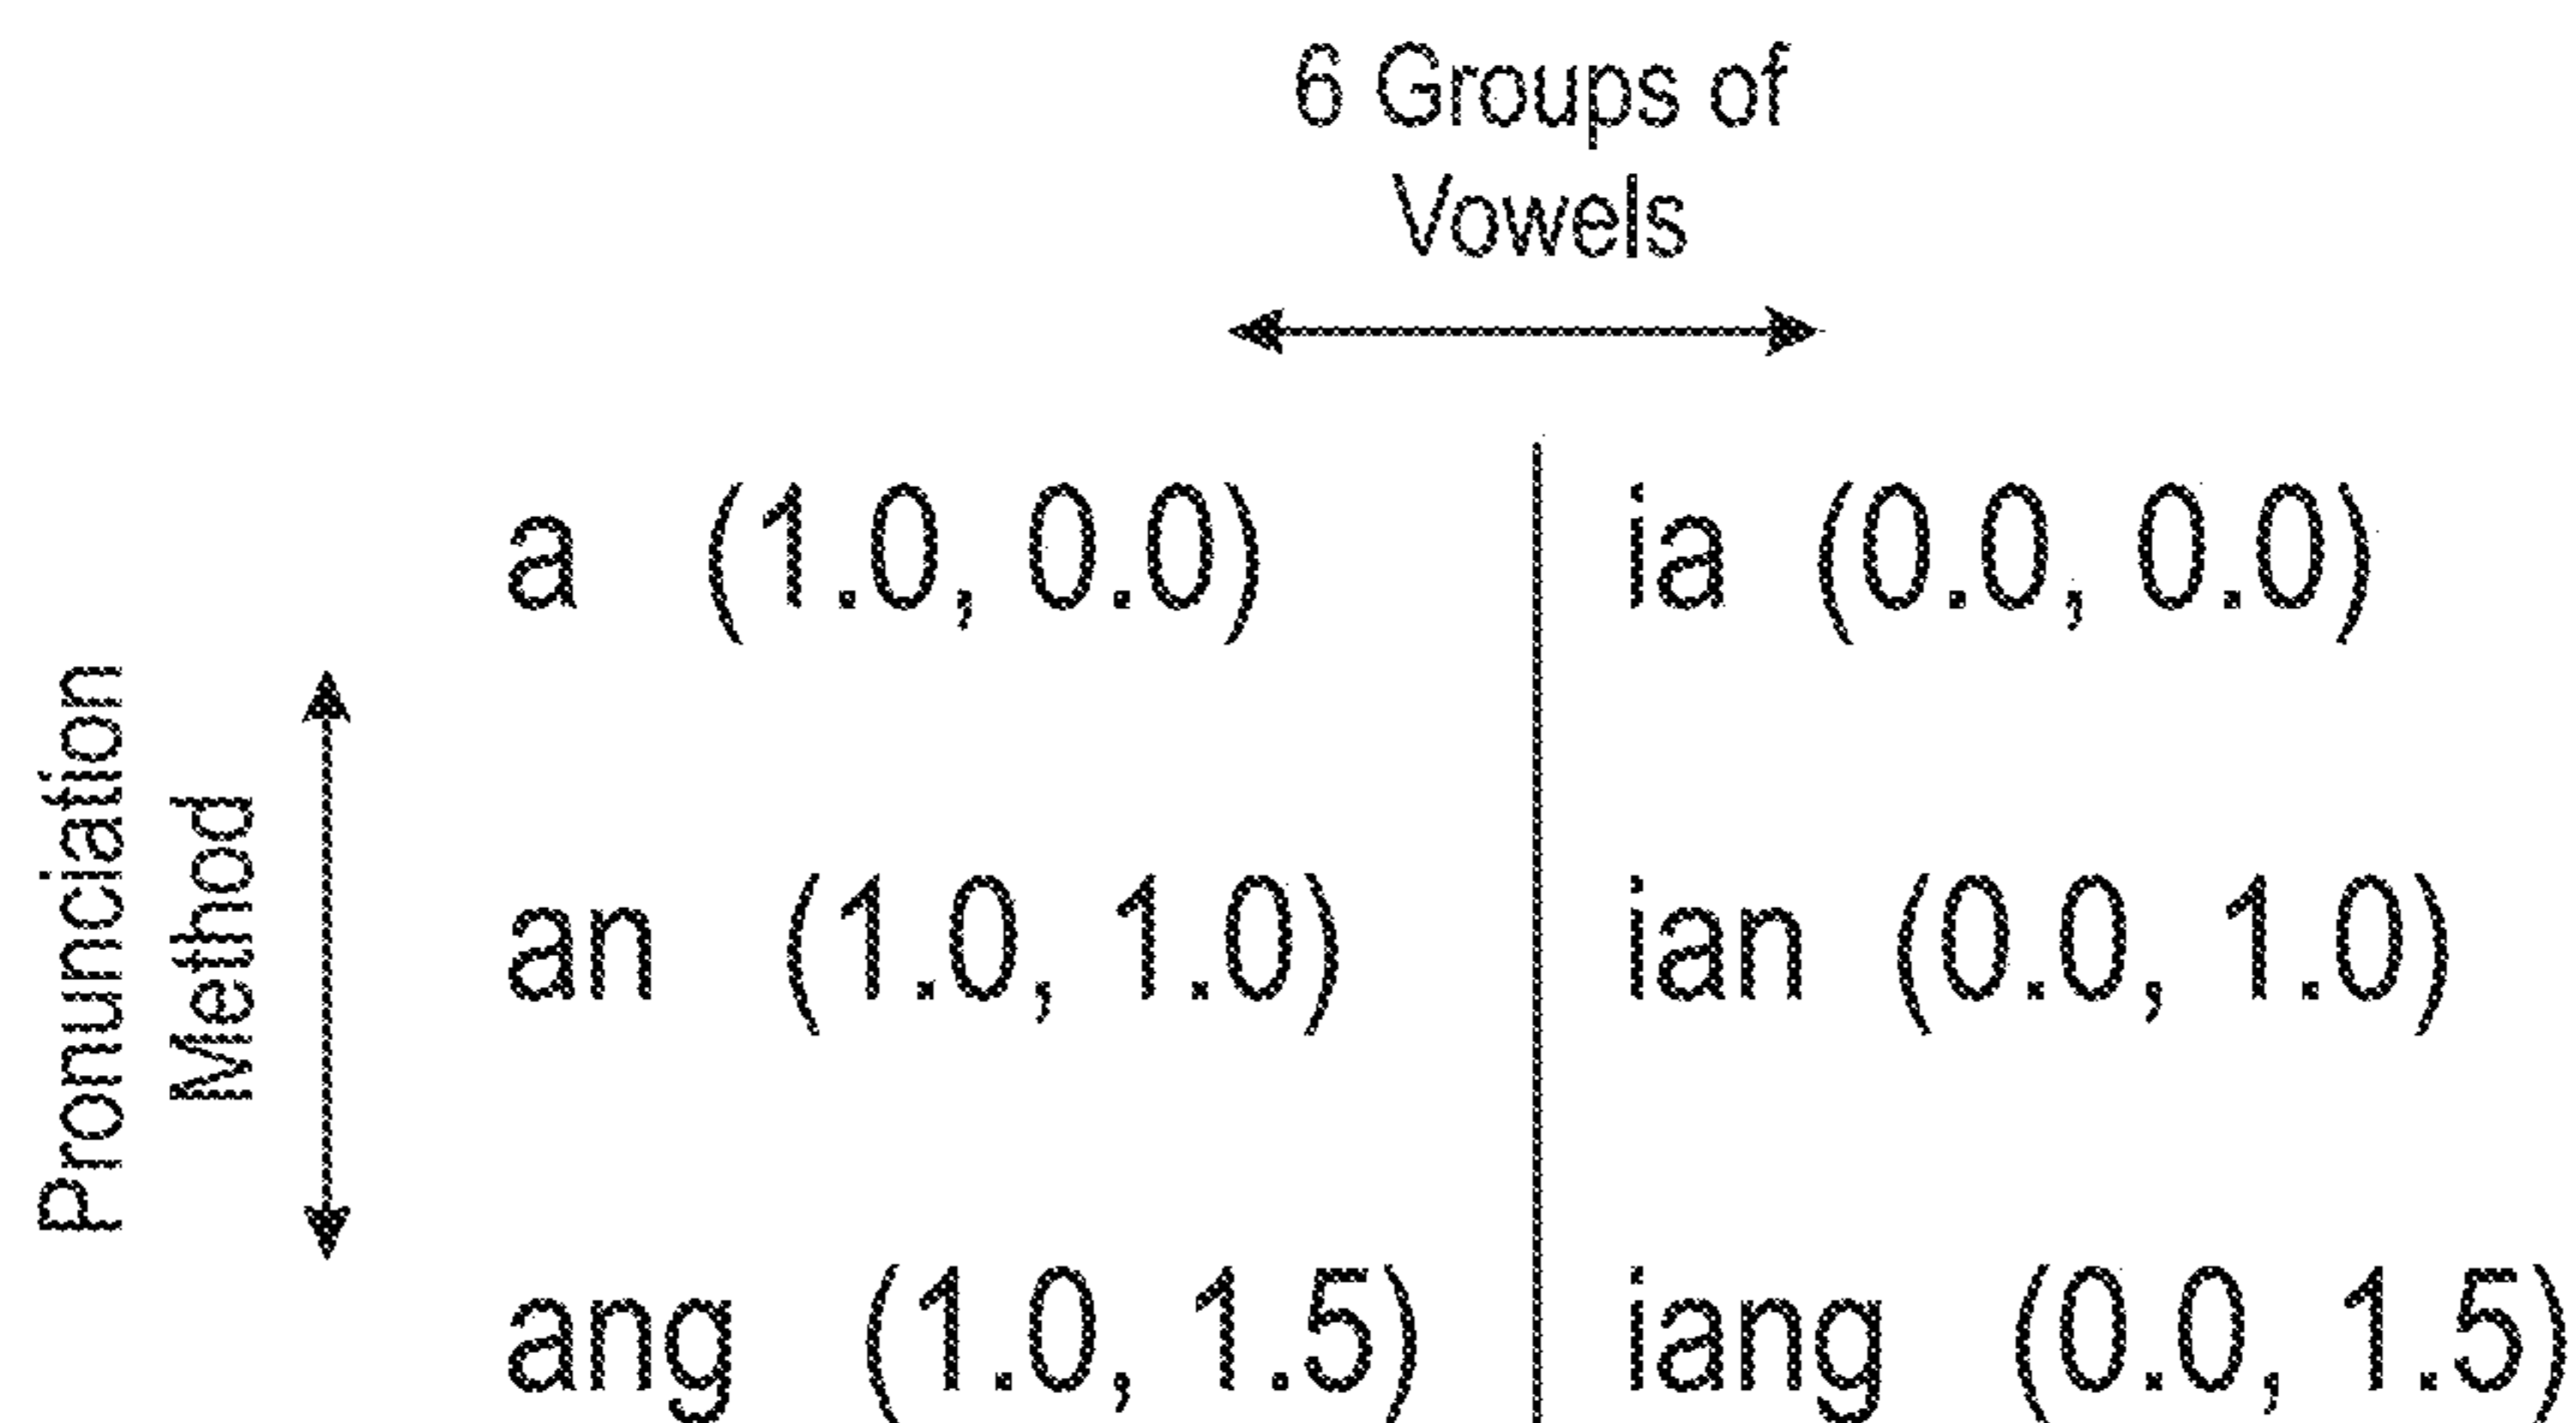 6 Groups of
Vowels
Pronunciation
Method
a (1.0, 0.0) ia (0.0, 0.0)
an (1.0, 1.0) ian (0.0, 1.0)
ang (1.0, 1.5) iang (0.0, 1.5)